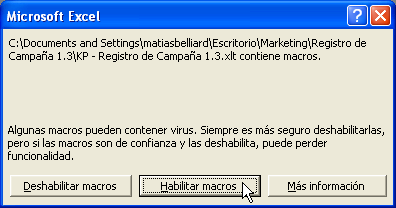 Microsoft Excel
C:\Documents and Settings\matiasbelliard\Escritorio\Marketing\Registro de
Campaña 1.3\KP - Registro de Campaña 1.3.xlt contiene macros.
Algunas macros pueden contener virus. Siempre es más seguro deshabilitarlas,
pero si las macros son de confianza y las deshabilita, puede perder
funcionalidad.
Deshabilitar macros
Habilitar macros
Más información